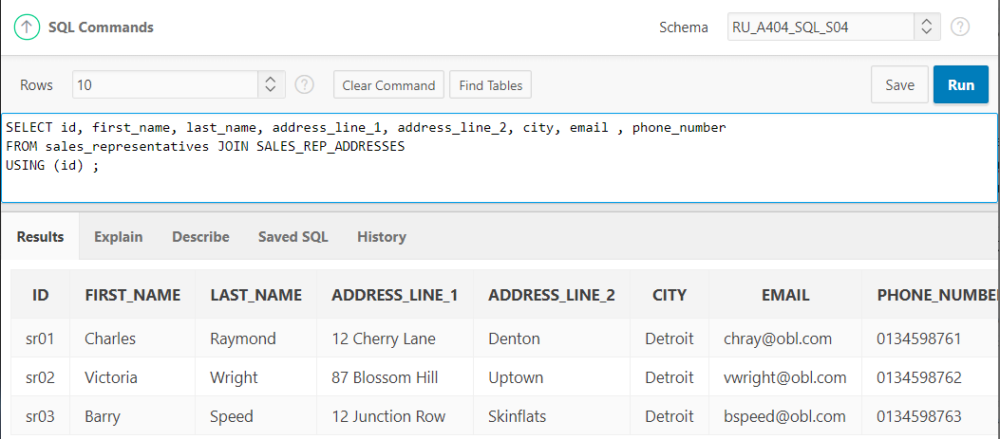 SQL Commands Schema RU_A404_SQL_S04 ?
Rows 10 ? Clear Command Find Tables Save Run
SELECT id, first_name, last_name, address_line_1, address_line_2, city, email , phone_number
FROM sales_representatives JOIN SALES_REP_ADDRESSES
USING (id) ;
Results Explain Describe Saved SQL History
ID FIRST_NAME LAST_NAME ADDRESS_LINE_1 ADDRESS_LINE_2 CITY EMAIL PHONE_NUMBE
sr01 Charles Raymond 12 Cherry Lane Denton Detroit chray@obl.com 0134598761
sr02 Victoria Wright 87 Blossom Hill Uptown Detroit vwright@obl.com 0134598762
sr03 Barry Speed 12 Junction Row Skinflats Detroit bspeed@obl.com 0134598763